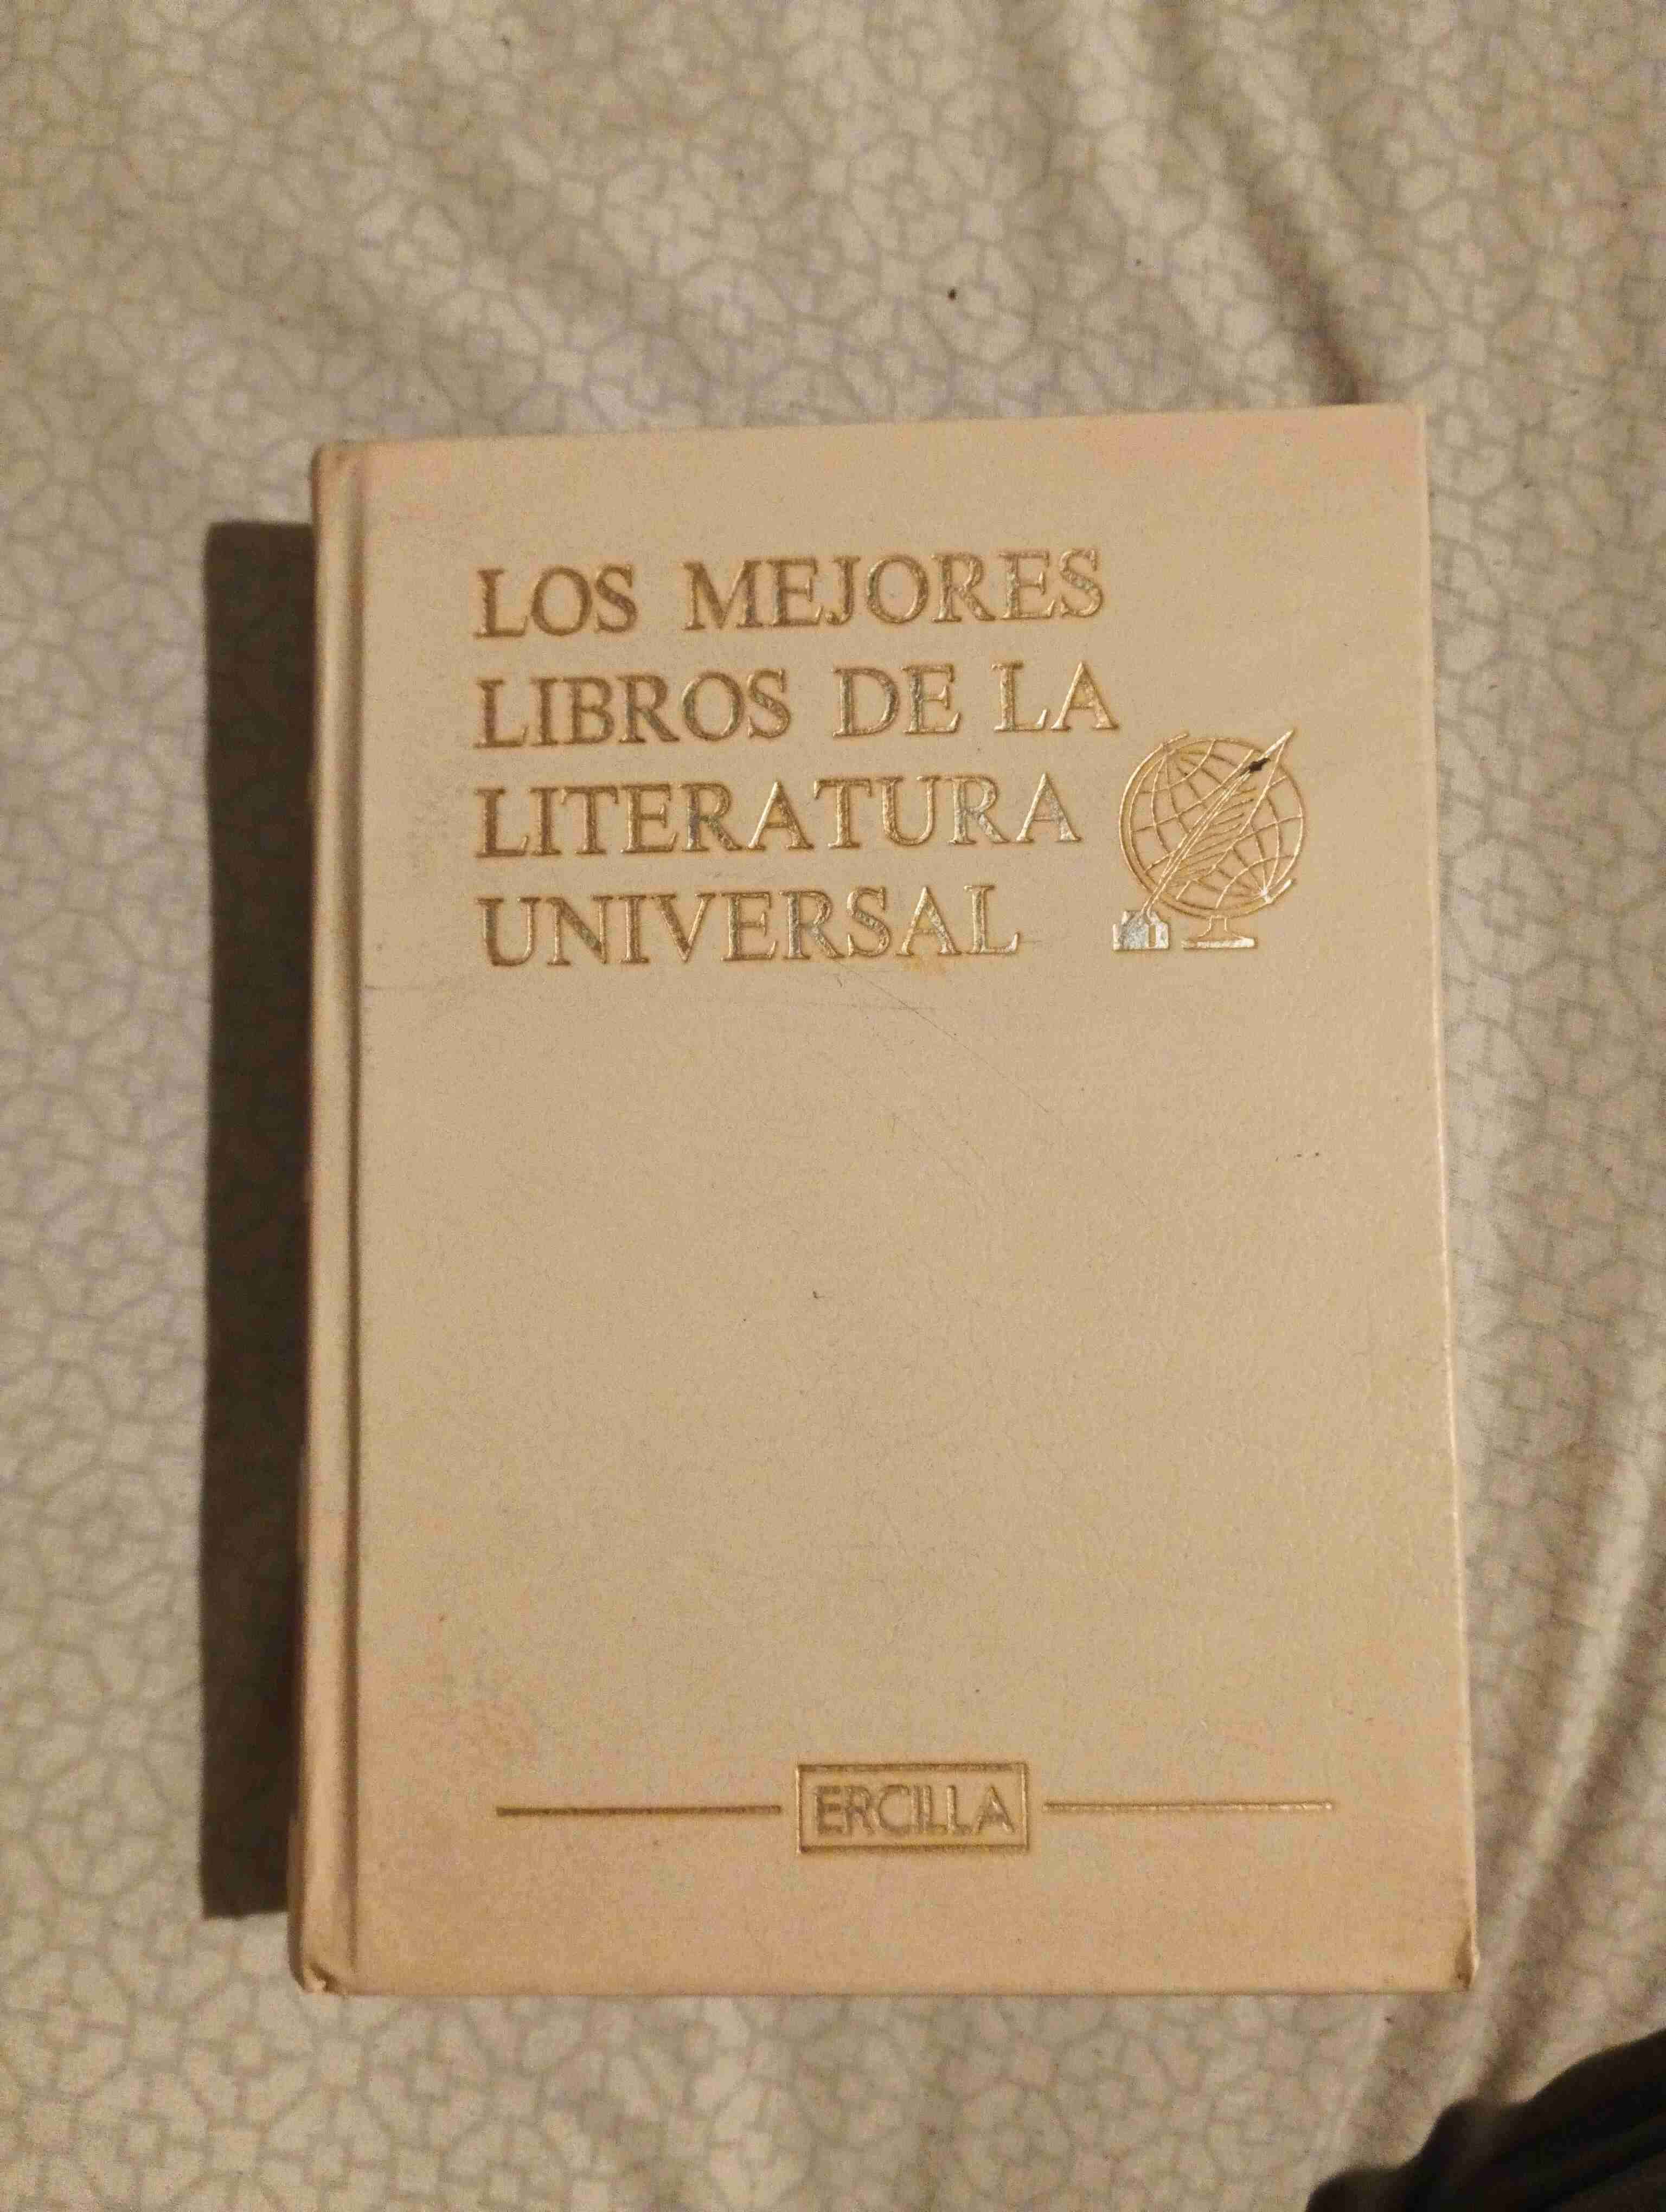 LOS MEJORES
LIBROS DE LA
LITERATURA
UNIVERSAL
ERCILLA